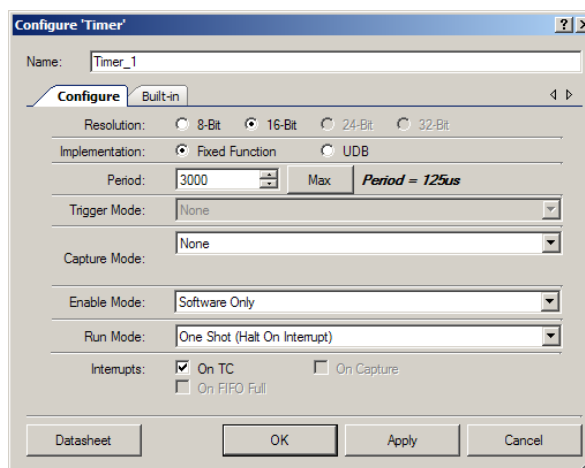 Configure 'Timer'
Name: Timer_1
Configure Built-in
Resolution: 8-Bit 16-Bit 24-Bit 32-Bit
Implementation: Fixed Function UDB
Period: 3000 Max Period = 125us
Trigger Mode: None
Capture Mode: None
Enable Mode: Software Only
Run Mode: One Shot (Halt On Interrupt)
Interrupts: On TC On Capture
On FIFO Full
Datasheet OK Apply Cancel